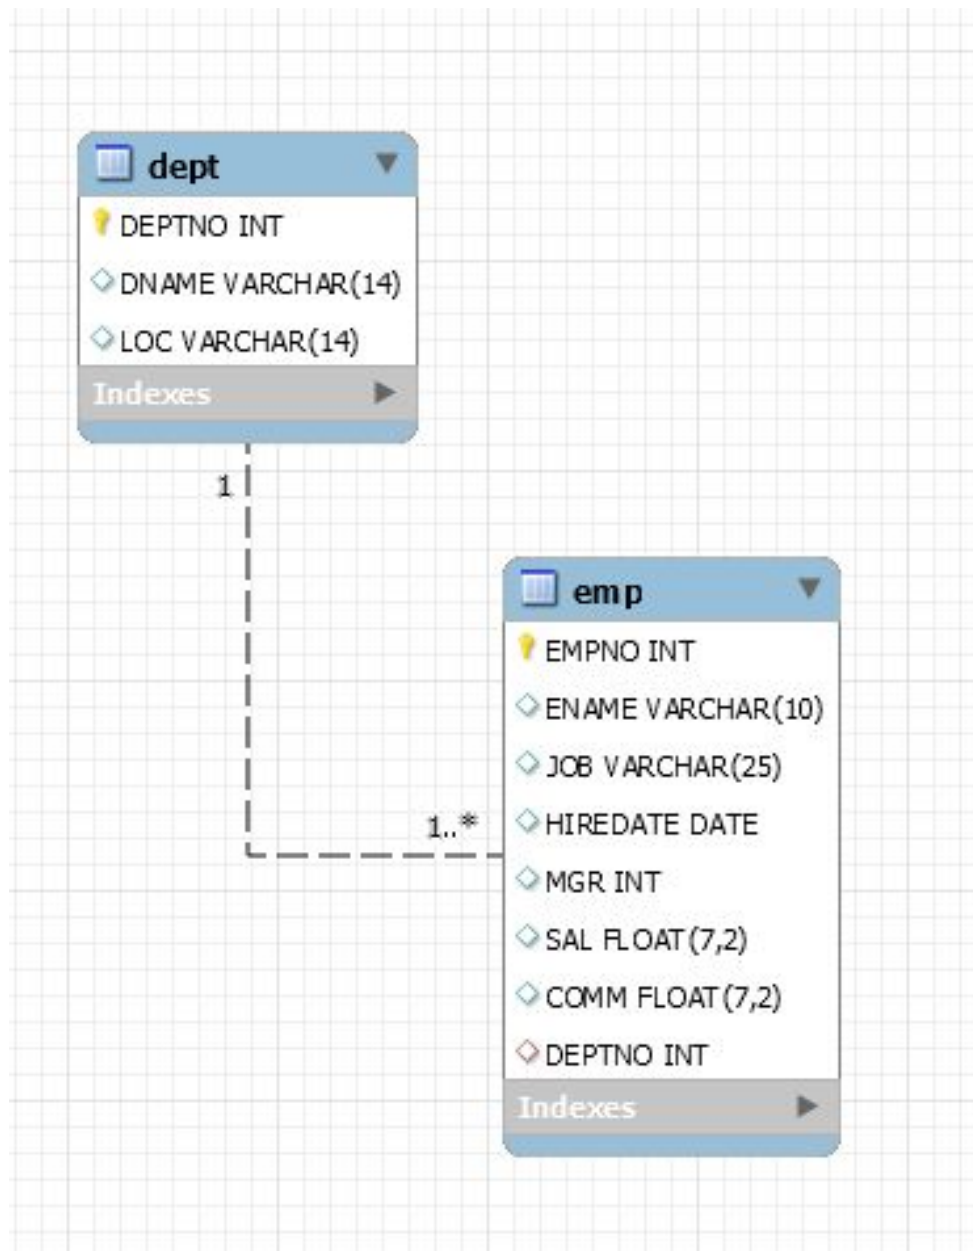 dept
DEPTNO INT
DNAME VARCHAR(14)
LOC VARCHAR(14)
Indexes
1
1..*
emp
EMPNO INT
ENAME VARCHAR(10)
JOB VARCHAR(25)
HIREDATE DATE
MGR INT
SAL FLOAT(7,2)
COMM FLOAT(7,2)
DEPTNO INT
Indexes